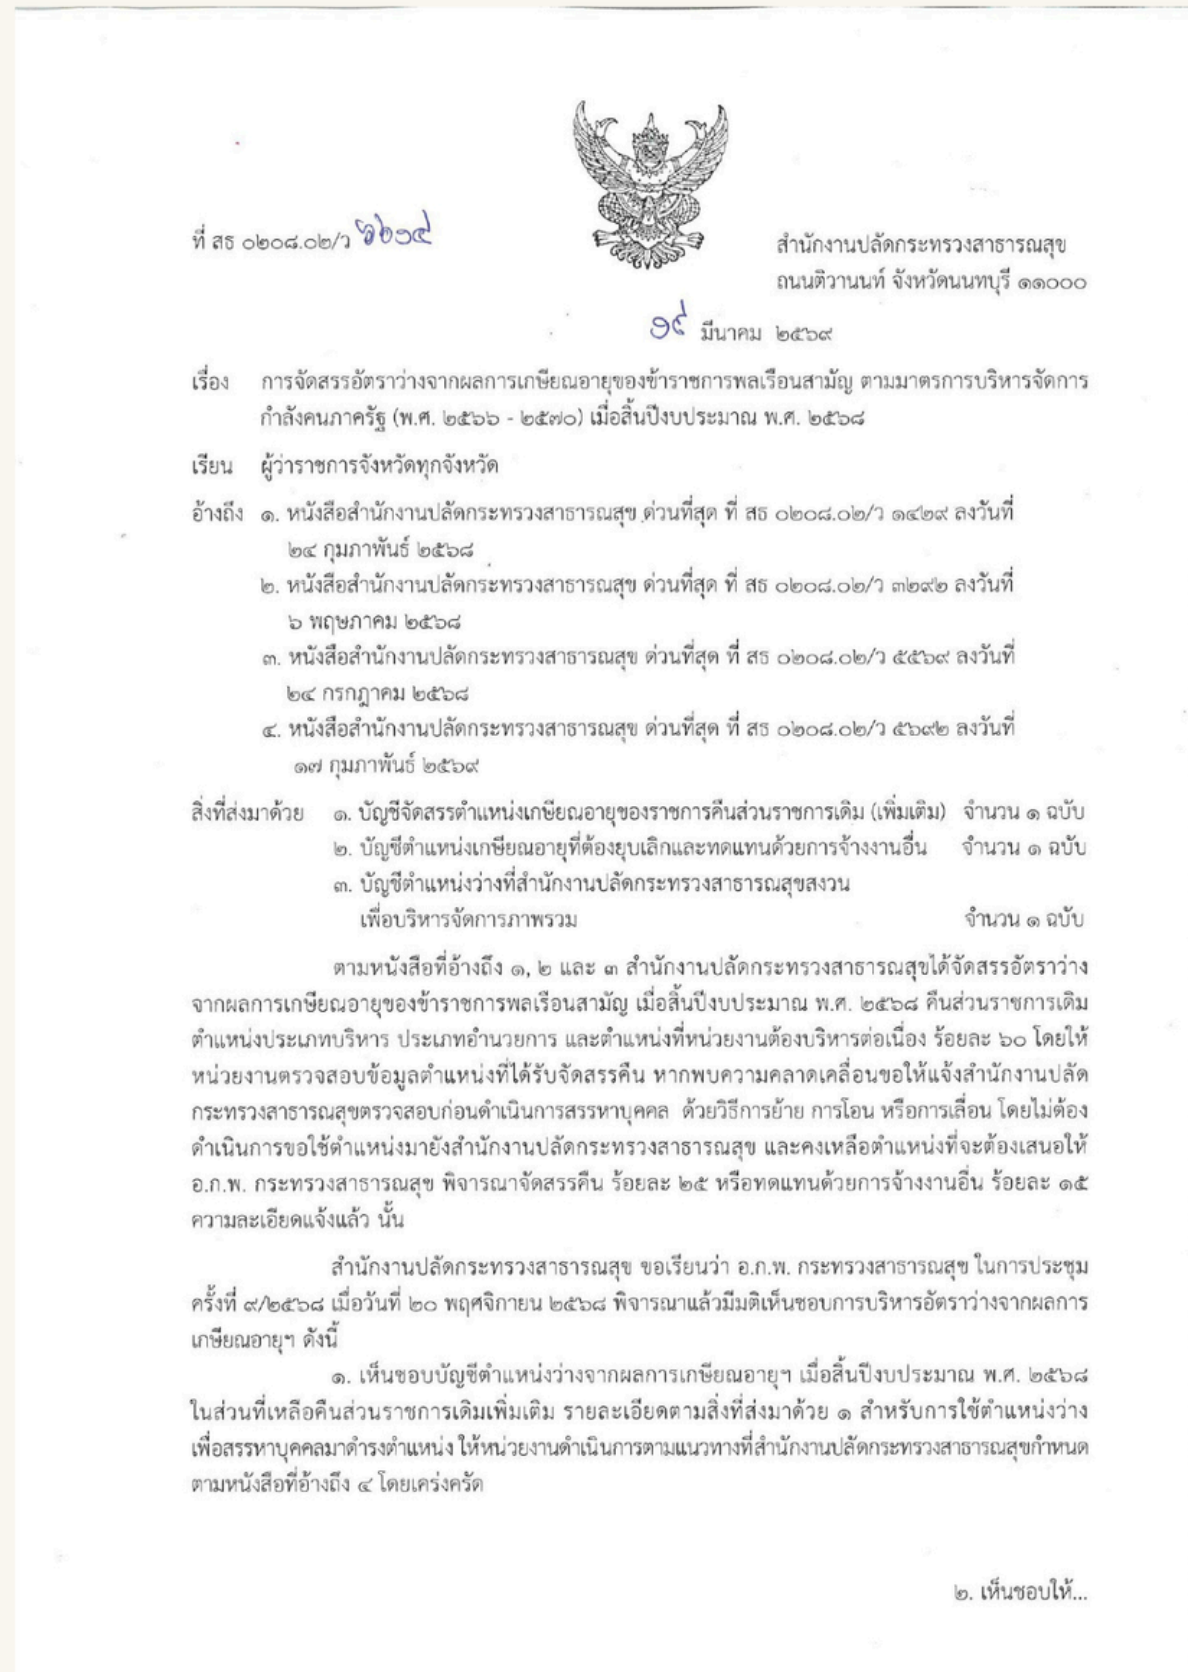 ที่ สธ ๐๒๐๘.๐๒/ว
สำนักงานปลัดกระทรวงสาธารณสุข
ถนนติวานนท์ จังหวัดนนทบุรี ๑๑๐๐๐
๑๙ มีนาคม ๒๕๖๙
เรื่อง การจัดสรรอัตราว่างจากผลการเกษียณอายุของข้าราชการพลเรือนสามัญ ตามมาตรการบริหารจัดการ
กำลังคนภาครัฐ (พ.ศ. ๒๕๖๖ - ๒๕๗๐) เมื่อสิ้นปีงบประมาณ พ.ศ. ๒๕๖๘
เรียน ผู้ว่าราชการจังหวัดทุกจังหวัด
อ้างถึง ๑. หนังสือสำนักงานปลัดกระทรวงสาธารณสุข ด่วนที่สุด ที่ สธ ๐๒๐๘.๐๒/ว ๑๔๒๙ ลงวันที่
๒๔ กุมภาพันธ์ ๒๕๖๘
๒. หนังสือสำนักงานปลัดกระทรวงสาธารณสุข ด่วนที่สุด ที่ สธ ๐๒๐๘.๐๒/ว ๓๒๙๒ ลงวันที่
๖ พฤษภาคม ๒๕๖๘
๓. หนังสือสำนักงานปลัดกระทรวงสาธารณสุข ด่วนที่สุด ที่ สธ ๐๒๐๘.๐๒/ว ๕๕๖๙ ลงวันที่
๒๔ กรกฎาคม ๒๕๖๘
๔. หนังสือสำนักงานปลัดกระทรวงสาธารณสุข ด่วนที่สุด ที่ สธ ๐๒๐๘.๐๒/ว ๕๖๙๒ ลงวันที่
๑๗ กุมภาพันธ์ ๒๕๖๙
สิ่งที่ส่งมาด้วย ๑. บัญชีจัดสรรตำแหน่งเกษียณอายุของราชการคืนส่วนราชการเดิม (เพิ่มเติม) จำนวน ๑ ฉบับ
๒. บัญชีตำแหน่งเกษียณอายุที่ต้องยุบเลิกและทดแทนด้วยการจ้างงานอื่น จำนวน ๑ ฉบับ
๓. บัญชีตำแหน่งว่างที่สำนักงานปลัดกระทรวงสาธารณสุขสงวน
เพื่อบริหารจัดการภาพรวม จำนวน ๑ ฉบับ
ตามหนังสือที่อ้างถึง ๑, ๒ และ ๓ สำนักงานปลัดกระทรวงสาธารณสุขได้จัดสรรอัตราว่าง
จากผลการเกษียณอายุของข้าราชการพลเรือนสามัญ เมื่อสิ้นปีงบประมาณ พ.ศ. ๒๕๖๘ คืนส่วนราชการเดิม
ตำแหน่งประเภทบริหาร ประเภทอำนวยการ และตำแหน่งที่หน่วยงานต้องบริหารต่อเนื่อง ร้อยละ ๖๐ โดยให้
หน่วยงานตรวจสอบข้อมูลตำแหน่งที่ได้รับจัดสรรคืน หากพบความคลาดเคลื่อนขอให้แจ้งสำนักงานปลัด
กระทรวงสาธารณสุขตรวจสอบก่อนดำเนินการสรรหาบุคคล ด้วยวิธีการย้าย การโอน หรือการเลื่อน โดยไม่ต้อง
ดำเนินการขอใช้ตำแหน่งมายังสำนักงานปลัดกระทรวงสาธารณสุข และคงเหลือตำแหน่งที่จะต้องเสนอให้
อ.ก.พ. กระทรวงสาธารณสุข พิจารณาจัดสรรคืน ร้อยละ ๒๕ หรือทดแทนด้วยการจ้างงานอื่น ร้อยละ ๑๕
ความละเอียดแจ้งแล้ว นั้น
สำนักงานปลัดกระทรวงสาธารณสุข ขอเรียนว่า อ.ก.พ. กระทรวงสาธารณสุข ในการประชุม
ครั้งที่ ๙/๒๕๖๘ เมื่อวันที่ ๒๐ พฤศจิกายน ๒๕๖๘ พิจารณาแล้วมีมติเห็นชอบการบริหารอัตราว่างจากผลการ
เกษียณอายุฯ ดังนี้
๑. เห็นชอบบัญชีตำแหน่งว่างจากผลการเกษียณอายุฯ เมื่อสิ้นปีงบประมาณ พ.ศ. ๒๕๖๘
ในส่วนที่เหลือคืนส่วนราชการเดิมเพิ่มเติม รายละเอียดตามสิ่งที่ส่งมาด้วย ๑ สำหรับการใช้ตำแหน่งว่าง
เพื่อสรรหาบุคคลมาดำรงตำแหน่ง ให้หน่วยงานดำเนินการตามแนวทางที่สำนักงานปลัดกระทรวงสาธารณสุขกำหนด
ตามหนังสือที่อ้างถึง ๔ โดยเคร่งครัด
๒. เห็นชอบให้...